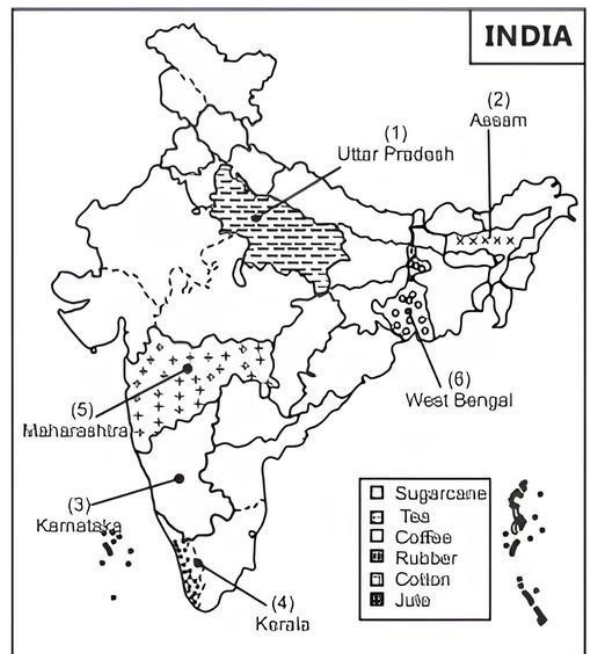 INDIA
(2)
Assam
(1)
Uttar Pradesh
(6)
West Bengal
(5)
Maharashtra
(3)
Karnataka
(4)
Kerala
Sugarcane
Tea
Coffee
Rubber
Cotton
Jute